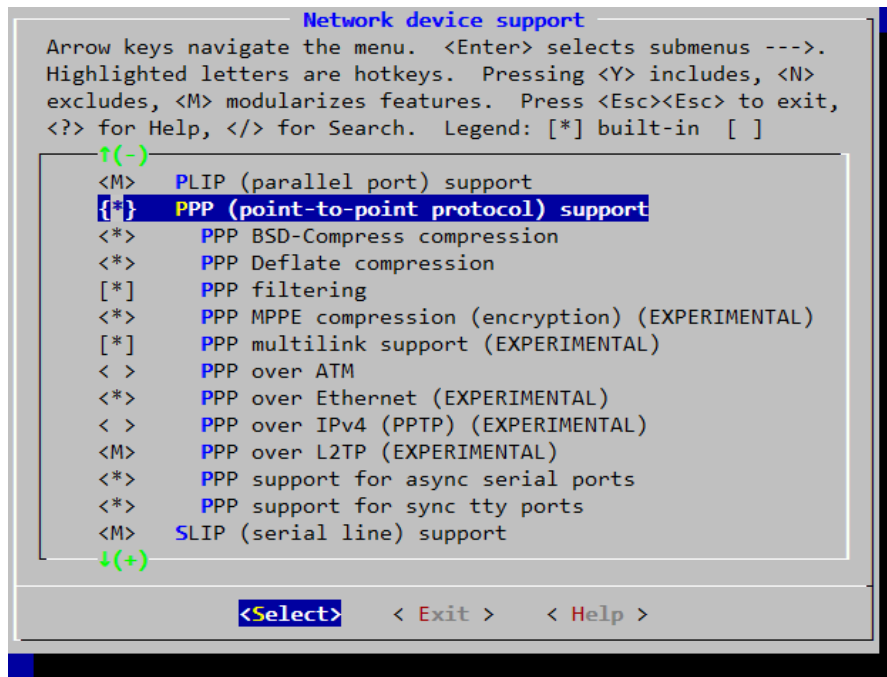 Network device support
Arrow keys navigate the menu.  <Enter> selects submenus --->.
Highlighted letters are hotkeys.  Pressing <Y> includes, <N>
excludes, <M> modularizes features.  Press <Esc><Esc> to exit,
<?> for Help, </> for Search.  Legend: [*] built-in  [ ]
↑(-)
<M>   PLIP (parallel port) support
{*}   PPP (point-to-point protocol) support
<*>     PPP BSD-Compress compression
<*>     PPP Deflate compression
[*]     PPP filtering
<*>     PPP MPPE compression (encryption) (EXPERIMENTAL)
[*]     PPP multilink support (EXPERIMENTAL)
< >     PPP over ATM
<*>     PPP over Ethernet (EXPERIMENTAL)
< >     PPP over IPv4 (PPTP) (EXPERIMENTAL)
<M>     PPP over L2TP (EXPERIMENTAL)
<*>     PPP support for async serial ports
<*>     PPP support for sync tty ports
<M>   SLIP (serial line) support
↓(+)
<Select>    < Exit >    < Help >